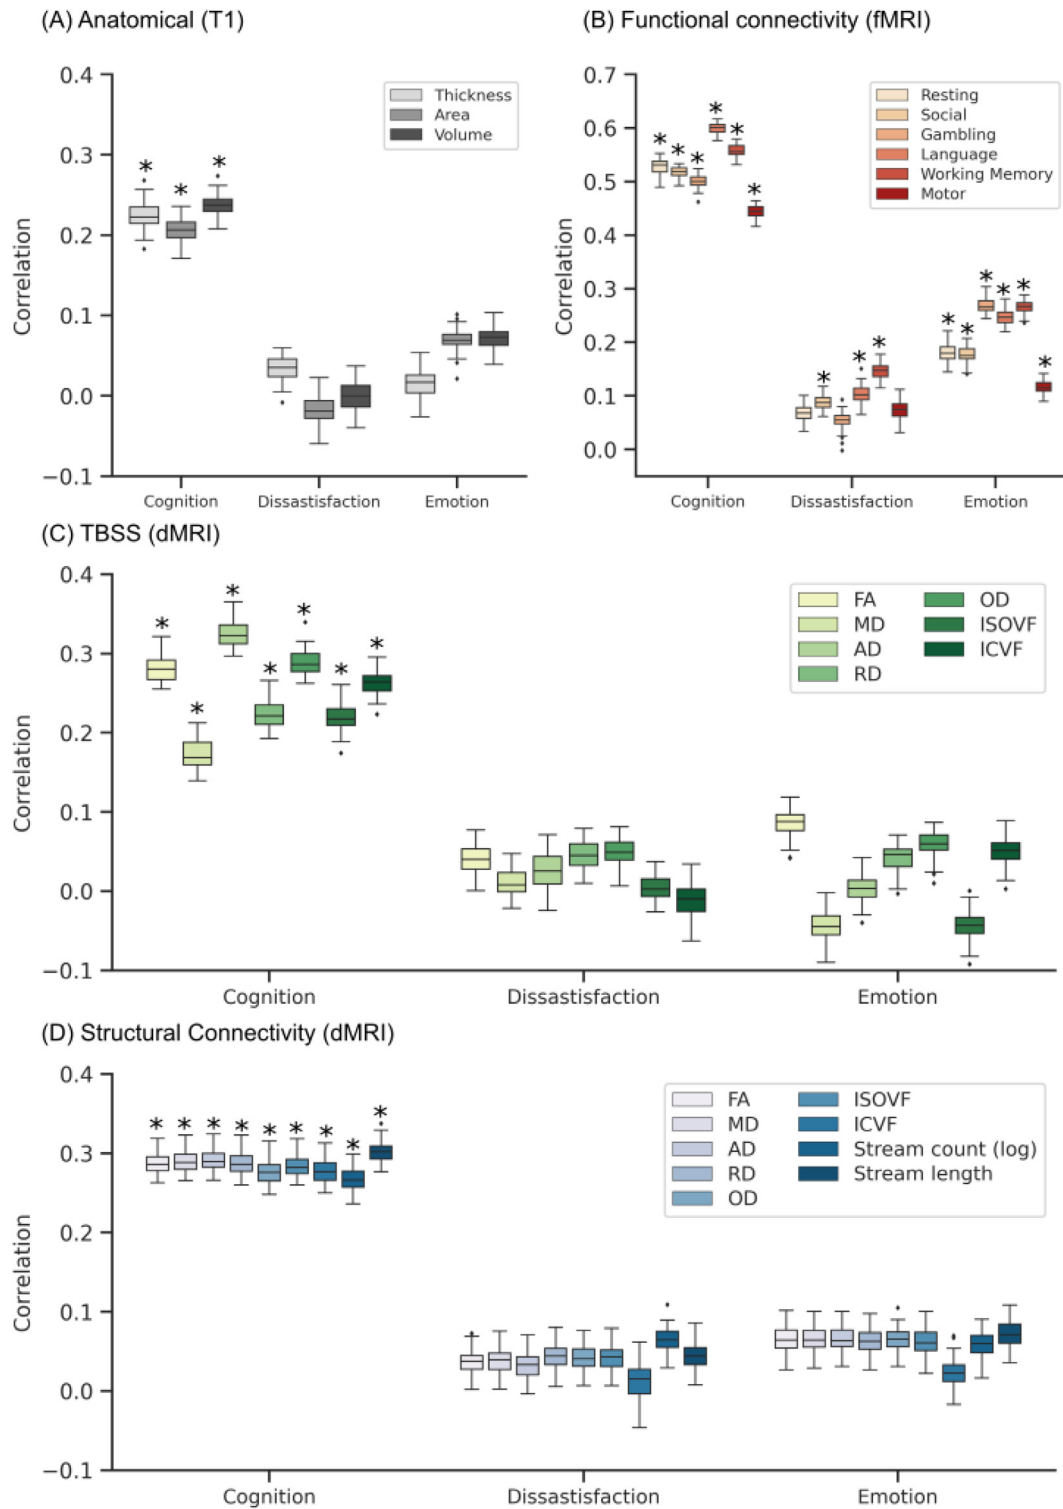 (A) Anatomical (T1)
0.4
0.3
0.2
0.1
0.0
−0.1
Correlation
Thickness
Area
Volume
* * *
Cognition Dissastisfaction Emotion
(B) Functional connectivity (fMRI)
0.7
0.6
0.5
0.4
0.3
0.2
0.1
0.0
Correlation
Resting
Social
Gambling
Language
Working Memory
Motor
* * * * * *
* * *
* * * * * *
Cognition Dissastisfaction Emotion
(C) TBSS (dMRI)
0.4
0.3
0.2
0.1
0.0
−0.1
Correlation
FA OD
MD ISOVF
AD ICVF
RD
* * * * * * *
Cognition Dissastisfaction Emotion
(D) Structural Connectivity (dMRI)
0.4
0.3
0.2
0.1
0.0
−0.1
Correlation
FA ISOVF
MD ICVF
AD Stream count (log)
RD Stream length
OD
* * * * * * * * *
Cognition Dissastisfaction Emotion